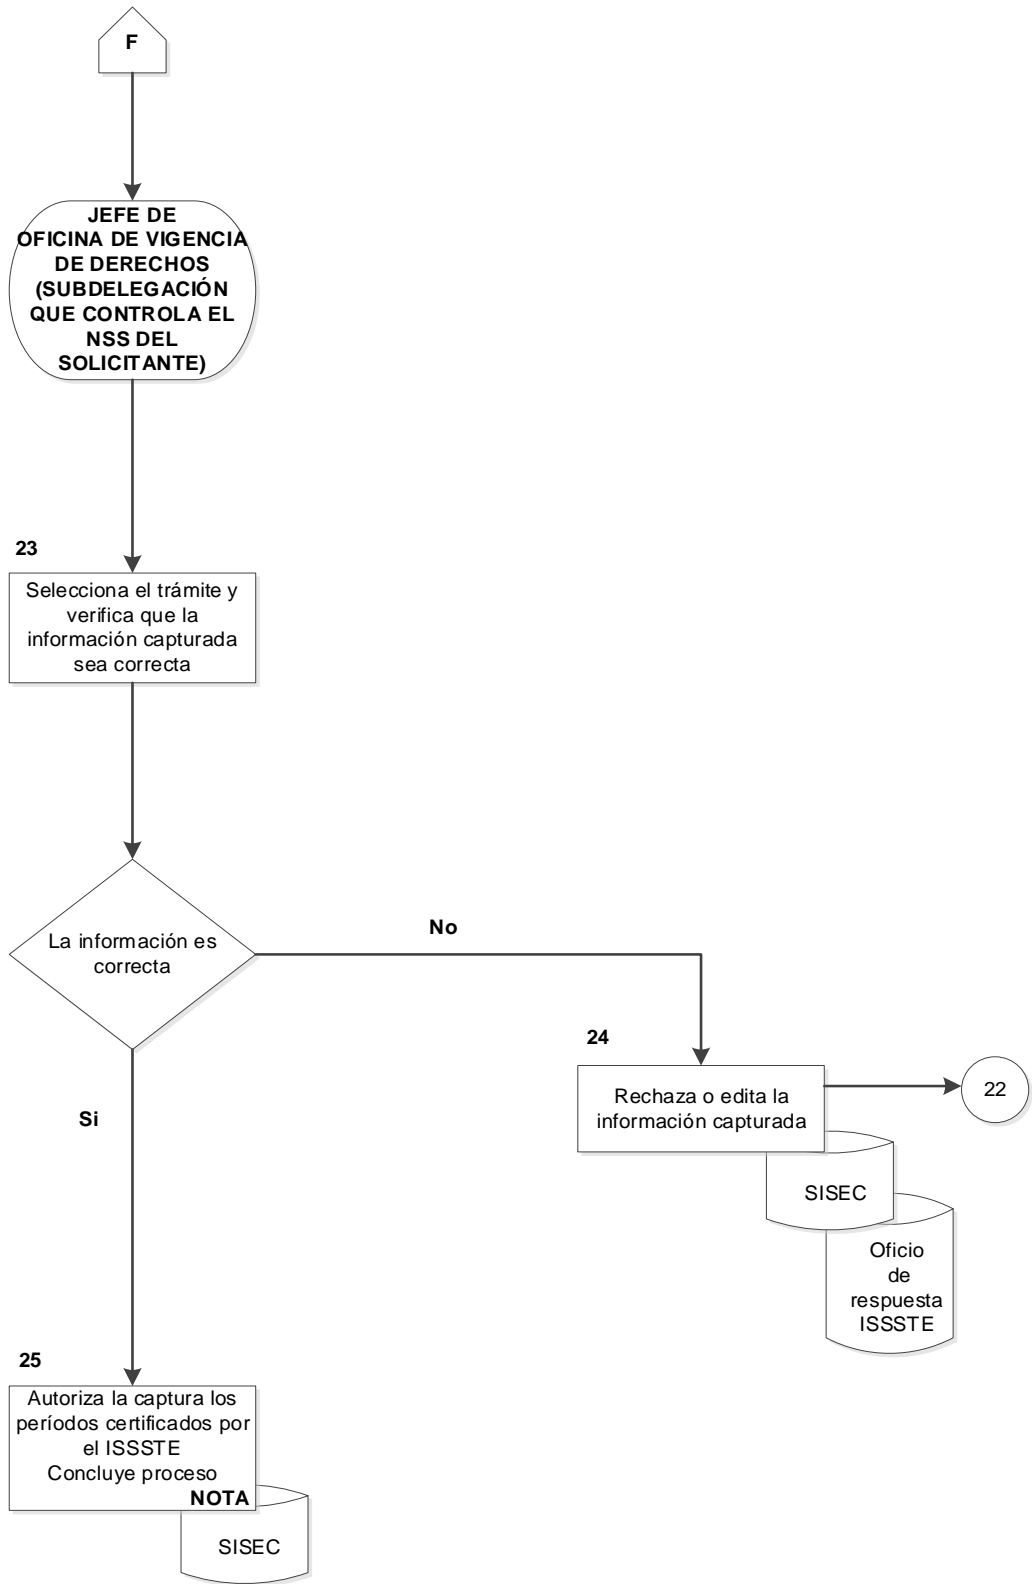 F
JEFE DE
OFICINA DE VIGENCIA
DE DERECHOS
(SUBDELEGACIÓN
QUE CONTROLA EL
NSS DEL
SOLICITANTE)
23
Selecciona el trámite y
verifica que la
información capturada
sea correcta
La información es
correcta
No
24
Rechaza o edita la
información capturada
22
SISEC
Oficio
de
respuesta
ISSSTE
Si
25
Autoriza la captura los
períodos certificados por
el ISSSTE
Concluye proceso
NOTA
SISEC